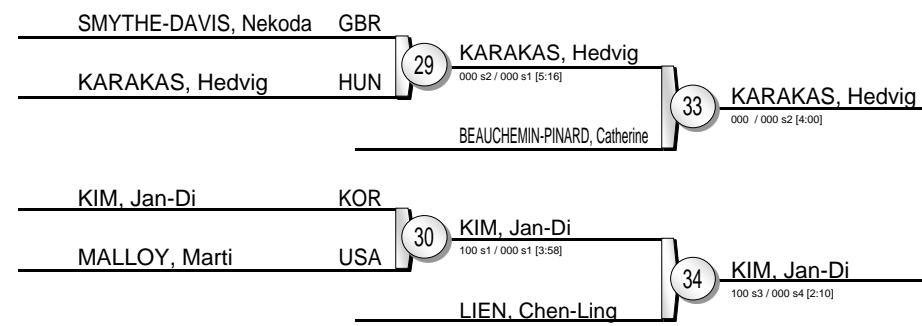 SMYTHE-DAVIS, Nekoda GBR
KARAKAS, Hedvig HUN
29
KARAKAS, Hedvig
000 s2 / 000 s1 [5:16]
BEAUCHEMIN-PINARD, Catherine
33
KARAKAS, Hedvig
000 / 000 s2 [4:00]
KIM, Jan-Di KOR
MALLOY, Marti USA
30
KIM, Jan-Di
100 s1 / 000 s1 [3:58]
LIEN, Chen-Ling
34
KIM, Jan-Di
100 s3 / 000 s4 [2:10]